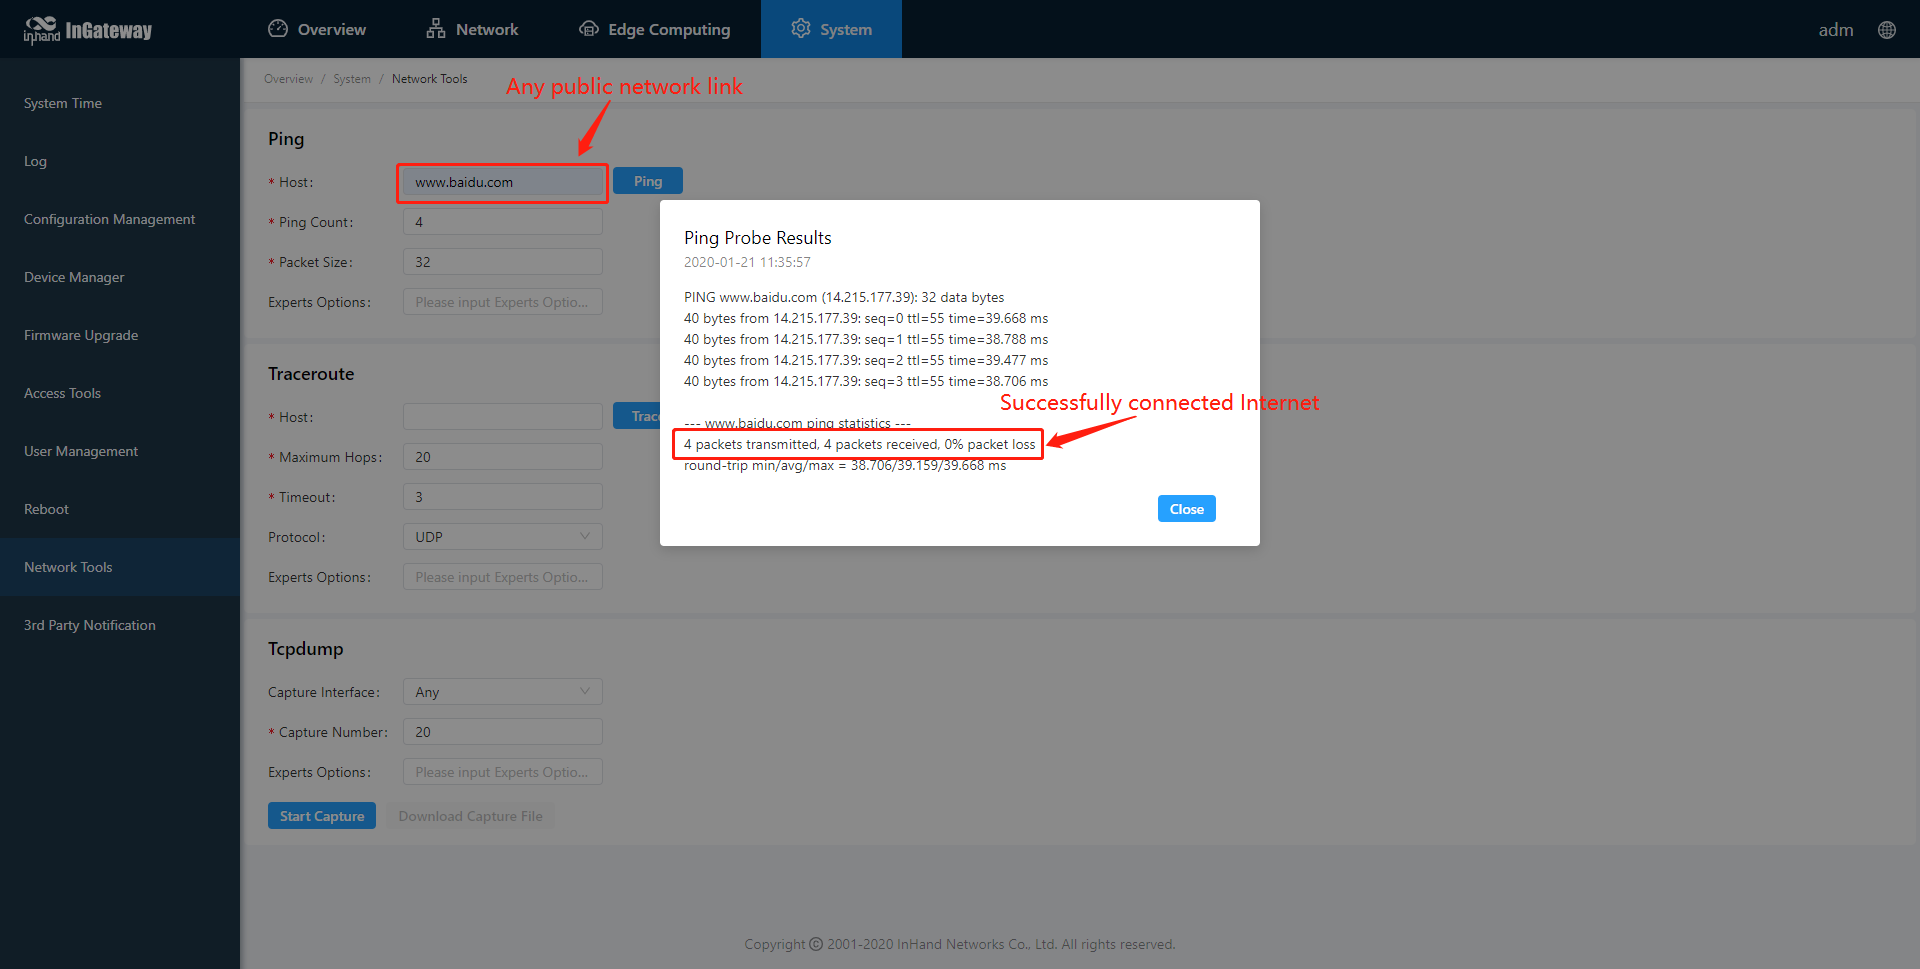 inhand InGateway
Overview
Network
Edge Computing
System
adm
Overview / System / Network Tools
Any public network link
System Time
Log
Configuration Management
Device Manager
Firmware Upgrade
Access Tools
User Management
Reboot
Network Tools
3rd Party Notification
Ping
* Host: www.baidu.com Ping
* Ping Count: 4
* Packet Size: 32
Experts Options: Please input Experts Optio...
Traceroute
* Host: Trac
* Maximum Hops: 20
* Timeout: 3
Protocol: UDP
Experts Options: Please input Experts Optio...
Tcpdump
Capture Interface: Any
* Capture Number: 20
Experts Options: Please input Experts Optio...
Start Capture Download Capture File
Ping Probe Results
2020-01-21 11:35:57
PING www.baidu.com (14.215.177.39): 32 data bytes
40 bytes from 14.215.177.39: seq=0 ttl=55 time=39.668 ms
40 bytes from 14.215.177.39: seq=1 ttl=55 time=38.788 ms
40 bytes from 14.215.177.39: seq=2 ttl=55 time=39.477 ms
40 bytes from 14.215.177.39: seq=3 ttl=55 time=38.706 ms
Successfully connected Internet
--- www.baidu.com ping statistics ---
4 packets transmitted, 4 packets received, 0% packet loss
round-trip min/avg/max = 38.706/39.159/39.668 ms
Close
Copyright © 2001-2020 InHand Networks Co., Ltd. All rights reserved.